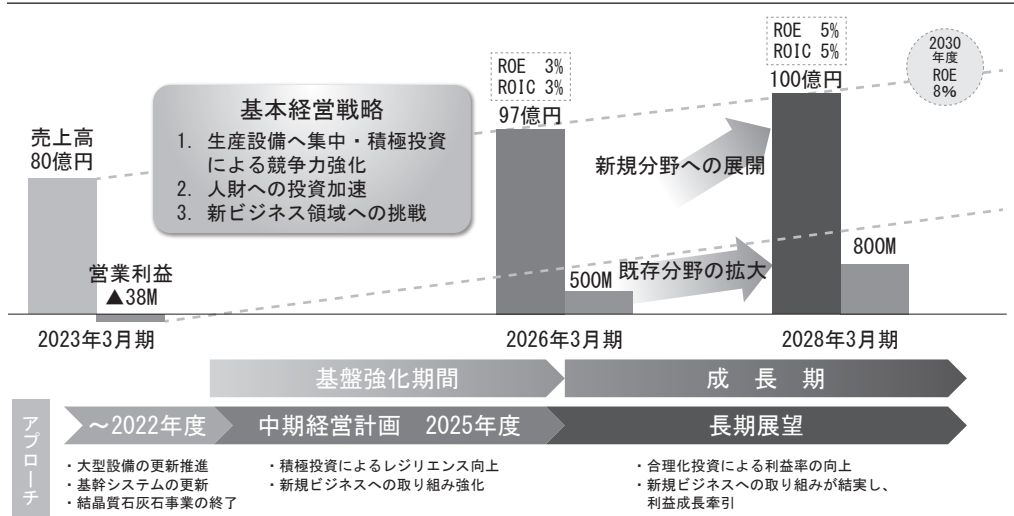 ROE 5%
ROIC 5%
100億円
2030
年度
ROE
8%
ROE 3%
ROIC 3%
97億円
基本経営戦略
1. 生産設備へ集中・積極投資
による競争力強化
2. 人財への投資加速
3. 新ビジネス領域への挑戦
売上高
80億円
新規分野への展開
営業利益
▲38M
500M
既存分野の拡大
800M
2023年3月期
2026年3月期
2028年3月期
基盤強化期間
成長期
アプローチ
～2022年度
中期経営計画 2025年度
長期展望
・大型設備の更新推進
・基幹システムの更新
・結晶質石灰石事業の終了
・積極投資によるレジリエンス向上
・新規ビジネスへの取り組み強化
・合理化投資による利益率の向上
・新規ビジネスへの取り組みが結実し、
利益成長牽引